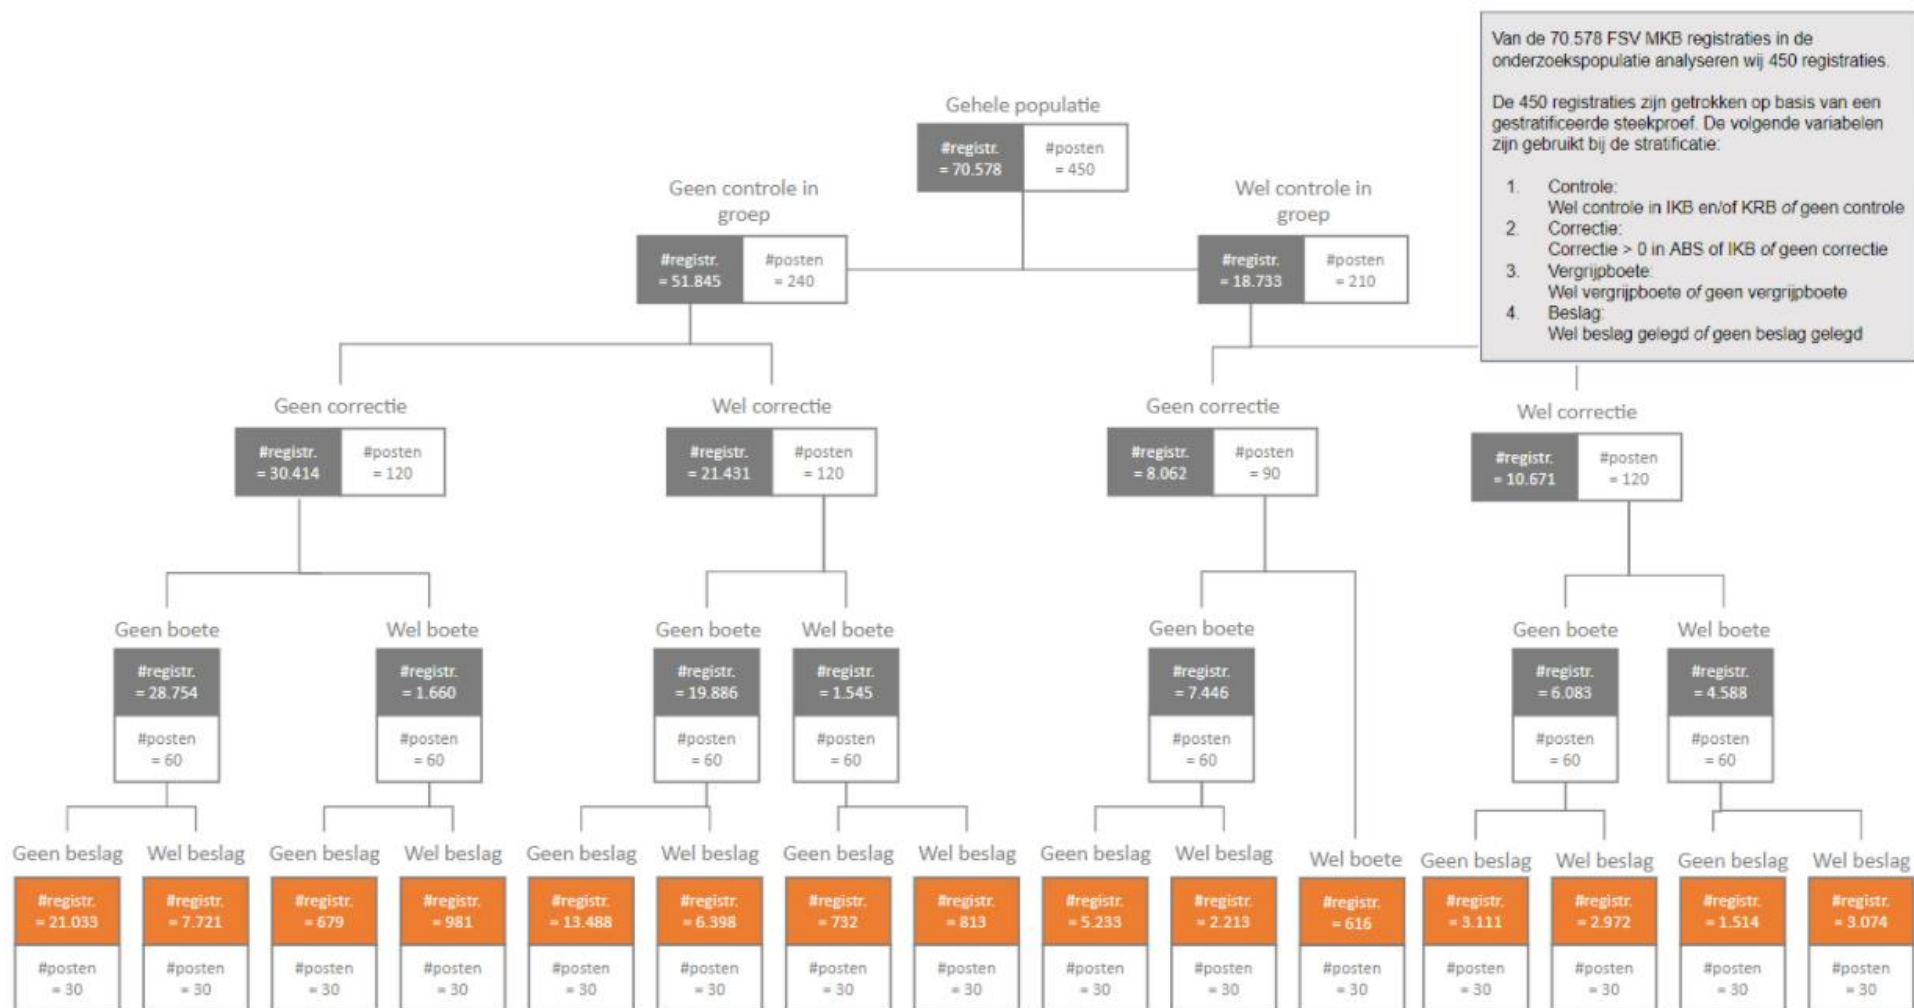 Van de 70.578 FSV MKB registraties in de
onderzoekspopulatie analyseren wij 450 registraties.
De 450 registraties zijn getrokken op basis van een
gestratificeerde steekproef. De volgende variabelen
zijn gebruikt bij de stratificatie:
1. Controle:
Wel controle in IKB en/of KRB of geen controle
2. Correctie:
Correctie > 0 in ABS of IKB of geen correctie
3. Vergrijpboete:
Wel vergrijpboete of geen vergrijpboete
4. Beslag:
Wel beslag gelegd of geen beslag gelegd
Gehele populatie
#registr.
= 70.578
#posten
= 450
Geen controle in
groep
#registr.
= 51.845
#posten
= 240
Wel controle in
groep
#registr.
= 18.733
#posten
= 210
Geen correctie
#registr.
= 30.414
#posten
= 120
Wel correctie
#registr.
= 21.431
#posten
= 120
Geen correctie
#registr.
= 8.062
#posten
= 90
Wel correctie
#registr.
= 10.671
#posten
= 120
Geen boete
#registr.
= 28.754
#posten
= 60
Wel boete
#registr.
= 1.660
#posten
= 60
Geen boete
#registr.
= 19.886
#posten
= 60
Wel boete
#registr.
= 1.545
#posten
= 60
Geen boete
#registr.
= 7.446
#posten
= 60
Geen boete
#registr.
= 6.083
#posten
= 60
Wel boete
#registr.
= 4.588
#posten
= 60
Geen beslag
#registr.
= 21.033
#posten
= 30
Wel beslag
#registr.
= 7.721
#posten
= 30
Geen beslag
#registr.
= 679
#posten
= 30
Wel beslag
#registr.
= 981
#posten
= 30
Geen beslag
#registr.
= 13.488
#posten
= 30
Wel beslag
#registr.
= 6.398
#posten
= 30
Geen beslag
#registr.
= 732
#posten
= 30
Wel beslag
#registr.
= 813
#posten
= 30
Geen beslag
#registr.
= 5.233
#posten
= 30
Wel beslag
#registr.
= 2.213
#posten
= 30
Wel boete
#registr.
= 616
#posten
= 30
Geen beslag
#registr.
= 3.111
#posten
= 30
Wel beslag
#registr.
= 2.972
#posten
= 30
Geen beslag
#registr.
= 1.514
#posten
= 30
Wel beslag
#registr.
= 3.074
#posten
= 30